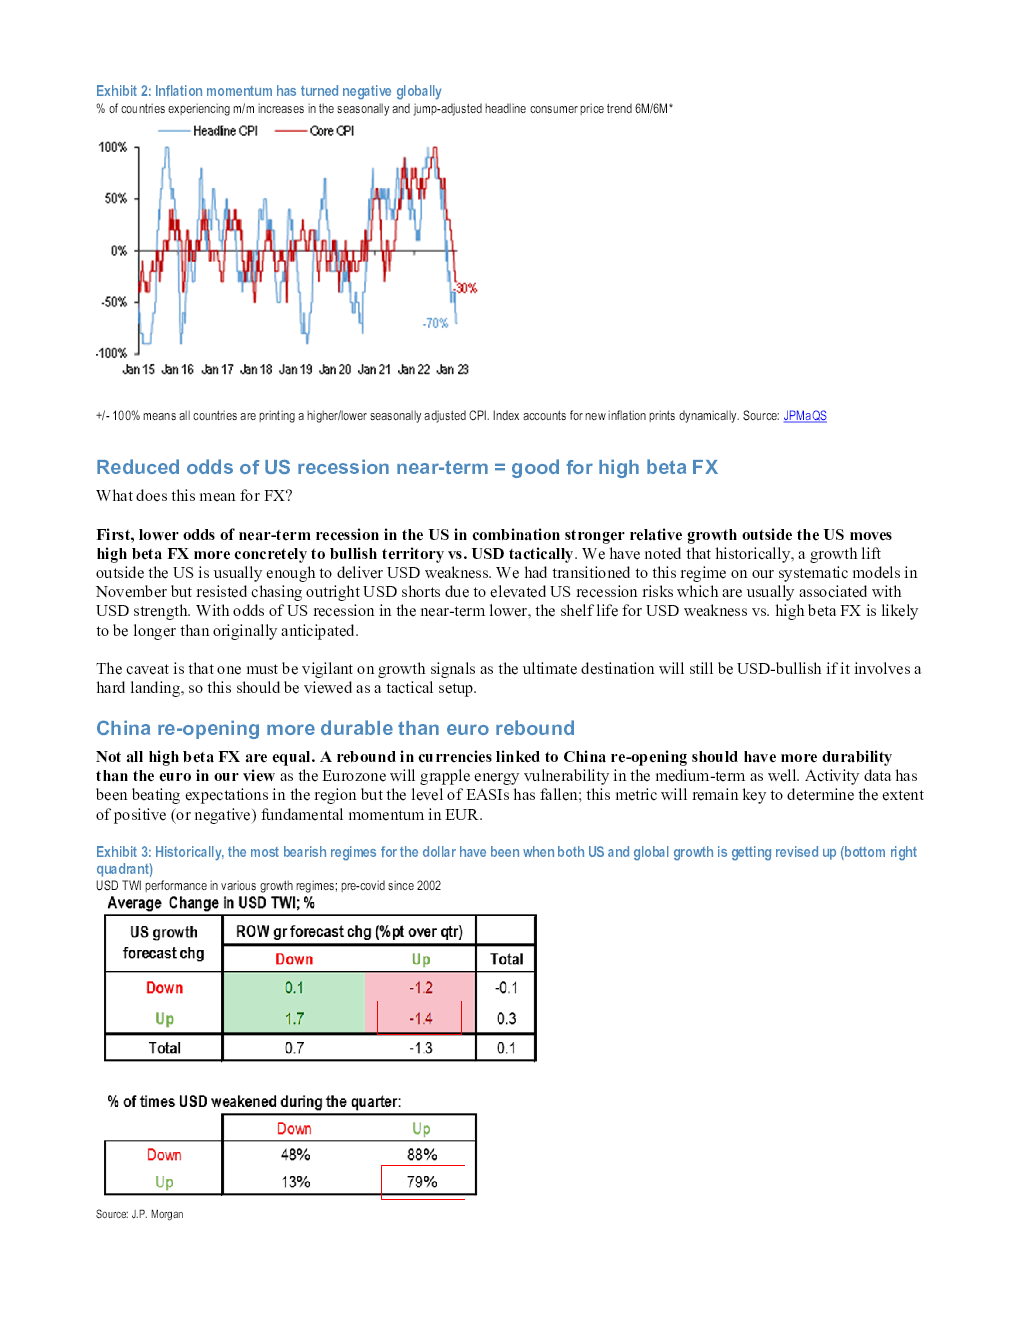 Exhibit 2: Inflation momentum has turned negative globally
% of countries experiencing m/m increases in the seasonally and jump-adjusted headline consumer price trend 6M/6M*
Headline CPI Core CPI
100%
50%
0%
-50%
-100%
-30%
-70%
Jan 15 Jan 16 Jan 17 Jan 18 Jan 19 Jan 20 Jan 21 Jan 22 Jan 23
+/- 100% means all countries are printing a higher/lower seasonally adjusted CPI. Index accounts for new inflation prints dynamically. Source: JPMaQS
Reduced odds of US recession near-term = good for high beta FX
What does this mean for FX?
First, lower odds of near-term recession in the US in combination stronger relative growth outside the US moves
high beta FX more concretely to bullish territory vs. USD tactically. We have noted that historically, a growth lift
outside the US is usually enough to deliver USD weakness. We had transitioned to this regime on our systematic models in
November but resisted chasing outright USD shorts due to elevated US recession risks which are usually associated with
USD strength. With odds of US recession in the near-term lower, the shelf life for USD weakness vs. high beta FX is likely
to be longer than originally anticipated.
The caveat is that one must be vigilant on growth signals as the ultimate destination will still be USD-bullish if it involves a
hard landing, so this should be viewed as a tactical setup.
China re-opening more durable than euro rebound
Not all high beta FX are equal. A rebound in currencies linked to China re-opening should have more durability
than the euro in our view as the Eurozone will grapple energy vulnerability in the medium-term as well. Activity data has
been beating expectations in the region but the level of EASIs has fallen; this metric will remain key to determine the extent
of positive (or negative) fundamental momentum in EUR.
Exhibit 3: Historically, the most bearish regimes for the dollar have been when both US and global growth is getting revised up (bottom right
quadrant)
USD TWI performance in various growth regimes; pre-covid since 2002
Average Change in USD TWI; %
US growth forecast chg ROW gr forecast chg (%pt over qtr)
Down Up Total
Down 0.1 -1.2 -0.1
Up 1.7 -1.4 0.3
Total 0.7 -1.3 0.1
% of times USD weakened during the quarter:
Down Up
Down 48% 88%
Up 13% 79%
Source: J.P. Morgan